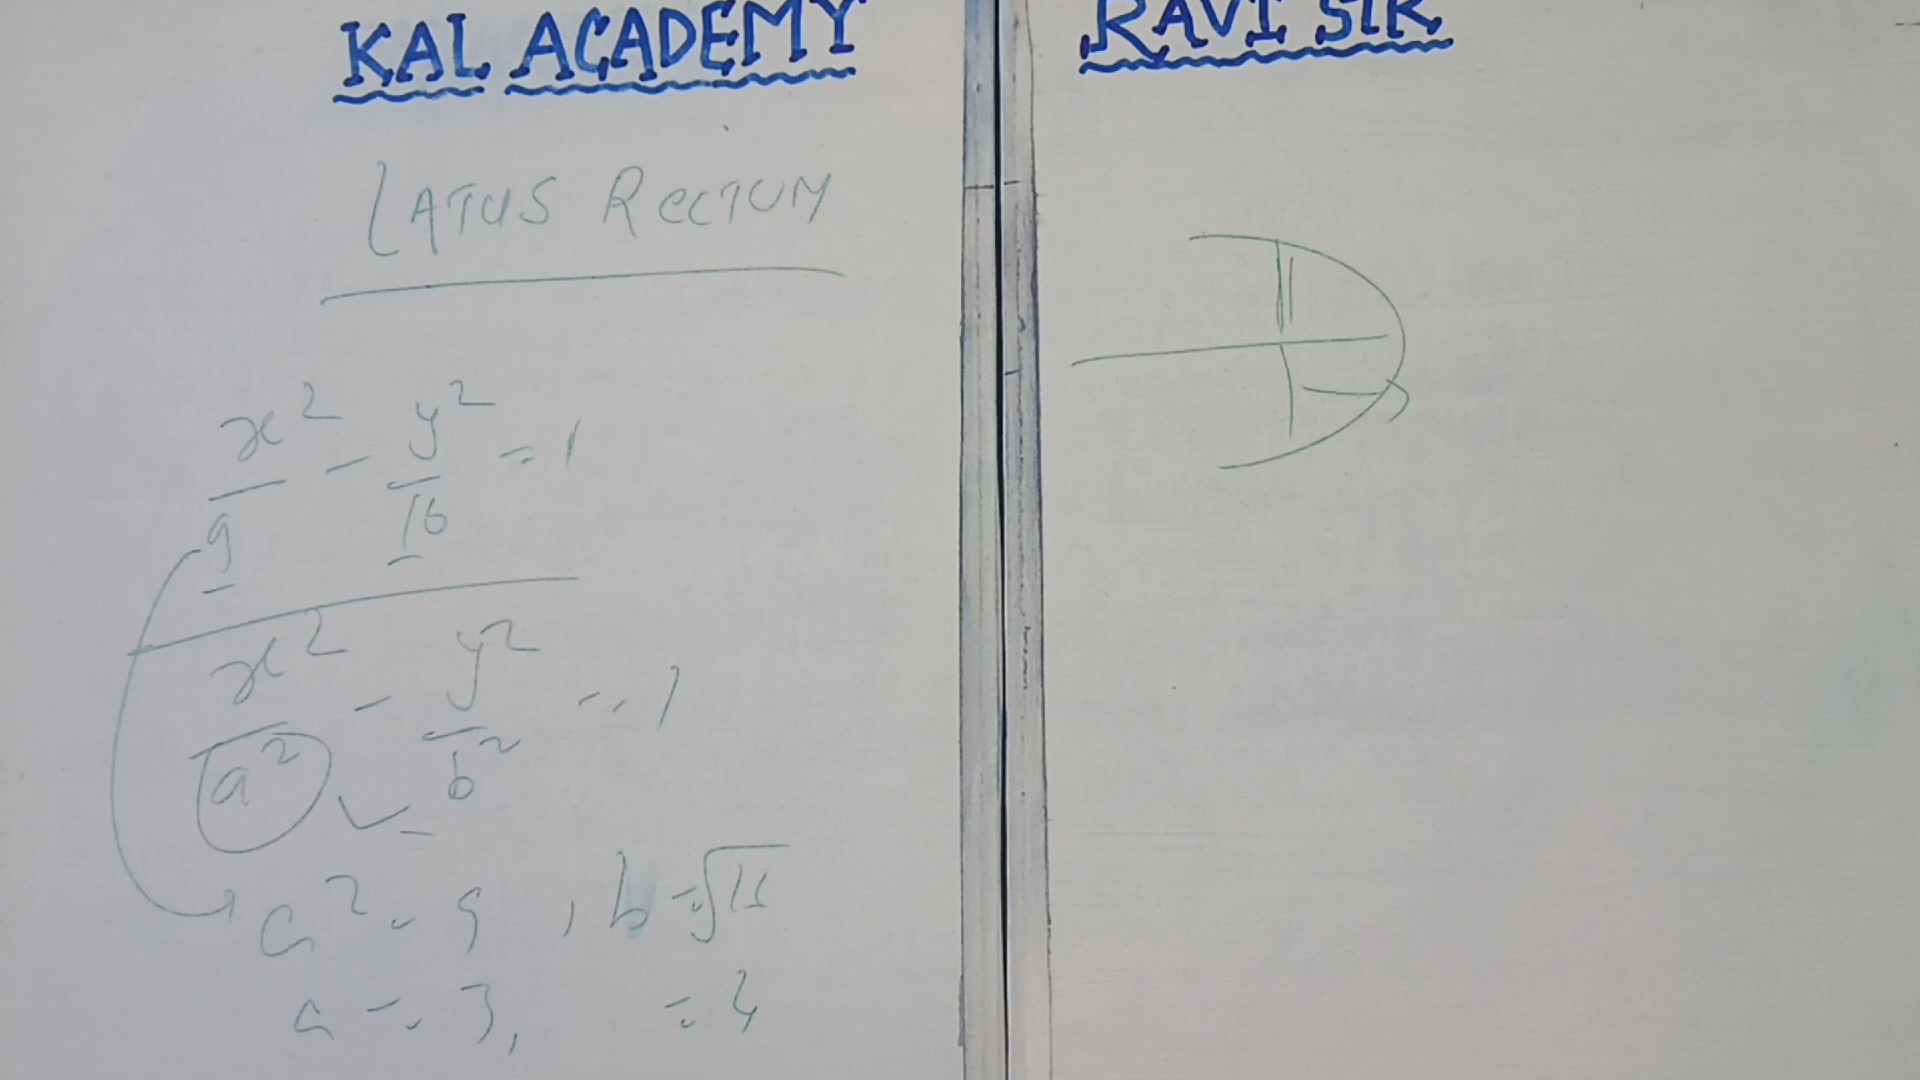 KAL ACADEMY
RAVI SIR
LATUS RECTUM
x²/9 - y²/16 = 1
x²/a² - y²/b² = 1
a² = 9 , b = √16
a = 3, = 4